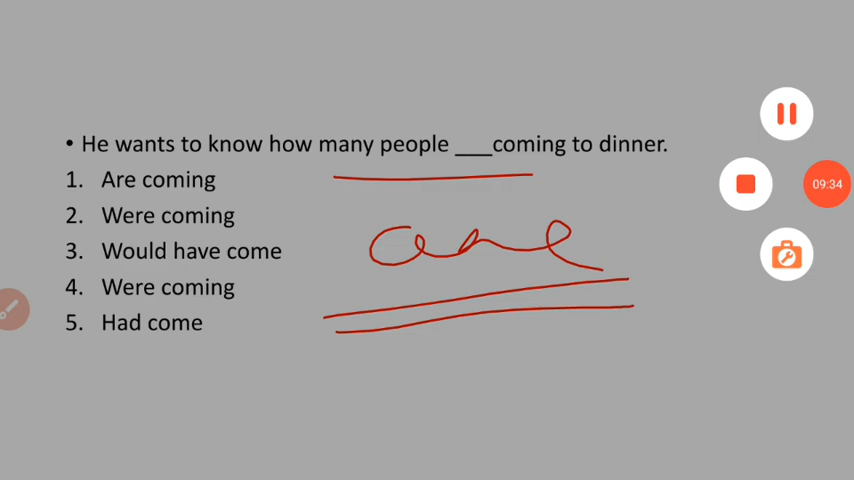 • He wants to know how many people ___coming to dinner.
1. Are coming
2. Were coming
3. Would have come
are
4. Were coming
5. Had come
09:34